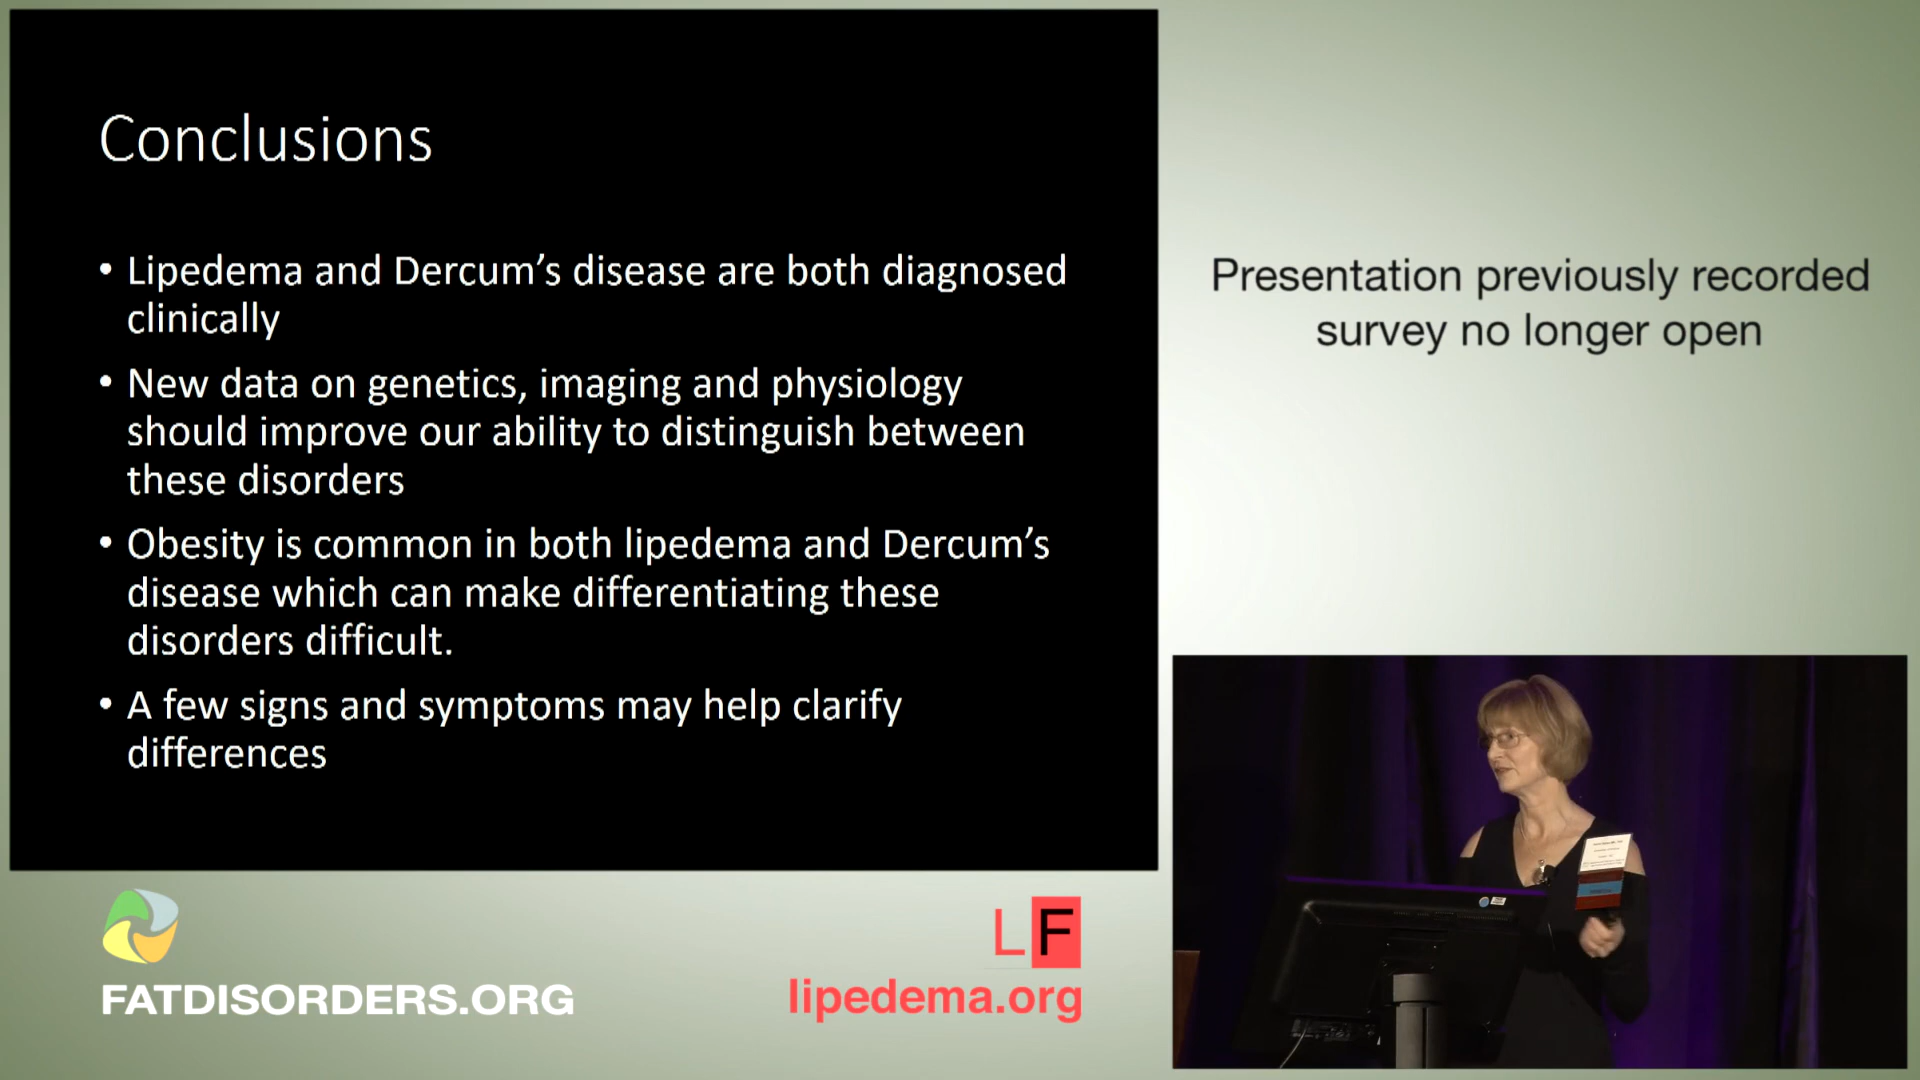 Conclusions
• Lipedema and Dercum’s disease are both diagnosed
clinically
• New data on genetics, imaging and physiology
should improve our ability to distinguish between
these disorders
• Obesity is common in both lipedema and Dercum’s
disease which can make differentiating these
disorders difficult.
• A few signs and symptoms may help clarify
differences
Presentation previously recorded
survey no longer open
FATDISORDERS.ORG
LF
lipedema.org